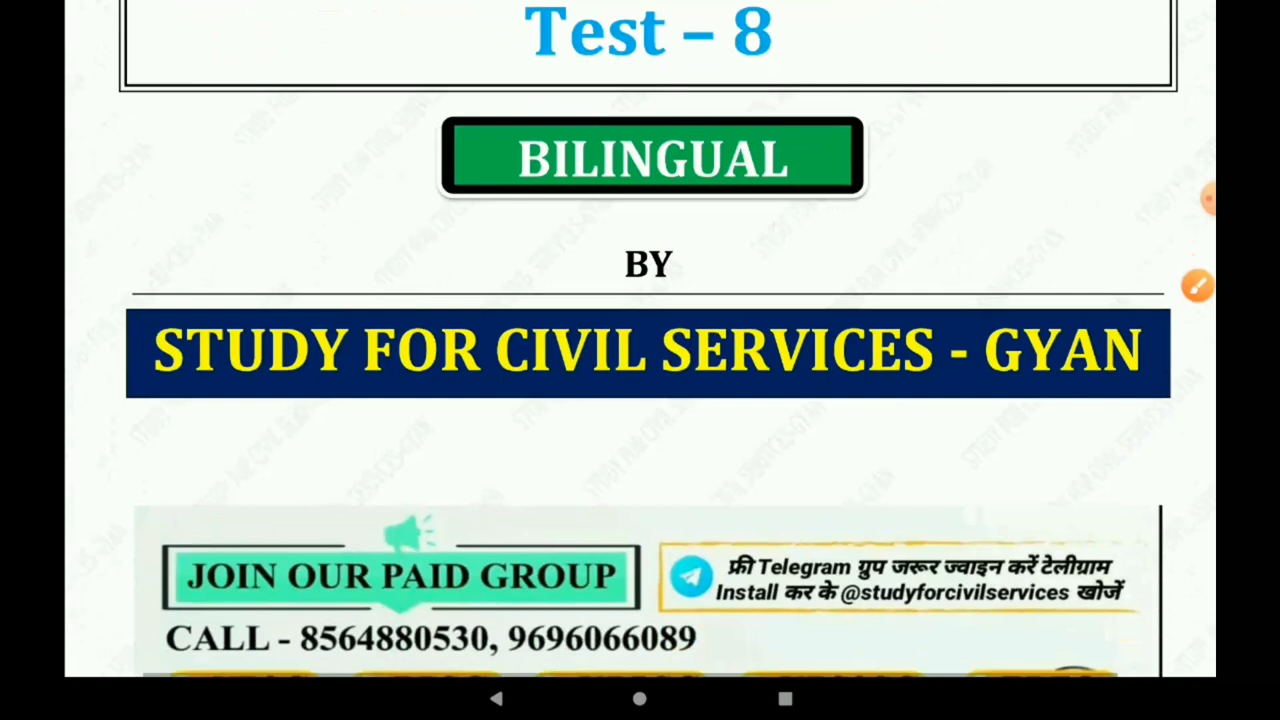 Test – 8
BILINGUAL
BY
STUDY FOR CIVIL SERVICES - GYAN
JOIN OUR PAID GROUP
फ्री Telegram ग्रुप जरूर ज्वाइन करें टेलीग्राम
Install कर के @studyforcivilservices खोजें
CALL - 8564880530, 9696066089